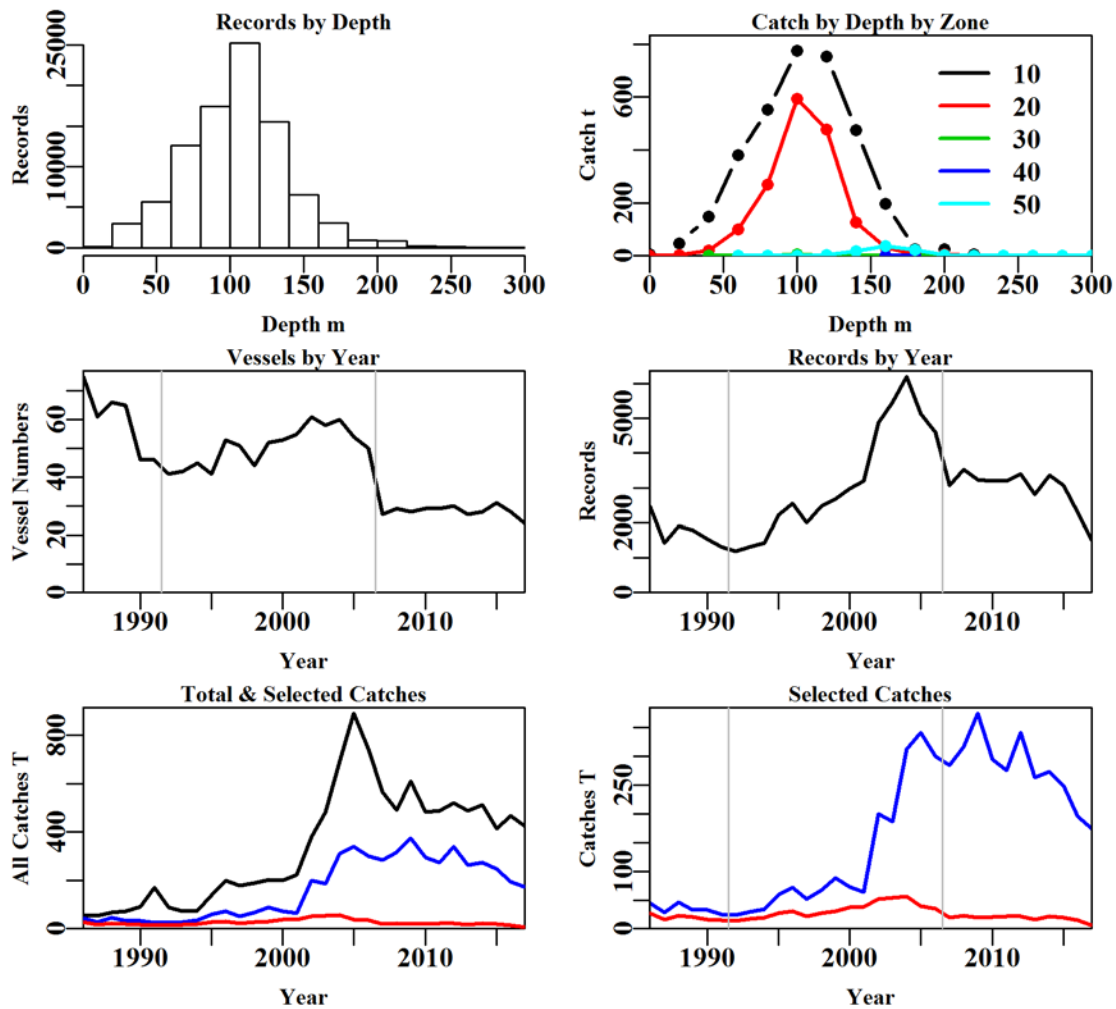 Records by Depth
Records
0
10000
25000
0
50
100
150
200
250
300
Depth m
Catch by Depth by Zone
Catch t
0
200
600
10
20
30
40
50
0
50
100
150
200
250
300
Depth m
Vessels by Year
Vessel Numbers
0
20
40
60
1990
2000
2010
Year
Records by Year
Records
0
2000
5000
1990
2000
2010
Year
Total & Selected Catches
All Catches T
0
400
800
1990
2000
2010
Year
Selected Catches
Catches T
0
100
250
1990
2000
2010
Year